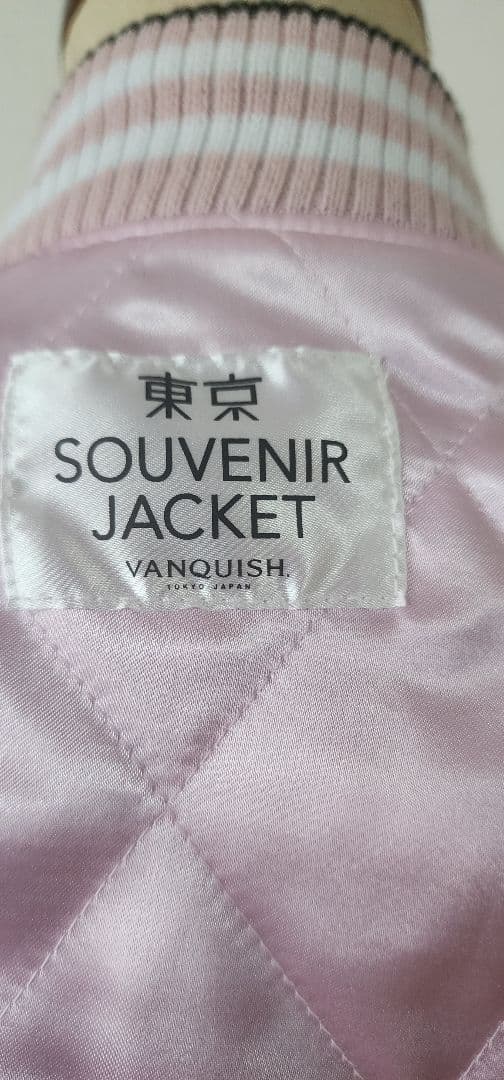 東京
SOUVENIR
JACKET
VANQUISH.
TOKYO JAPAN